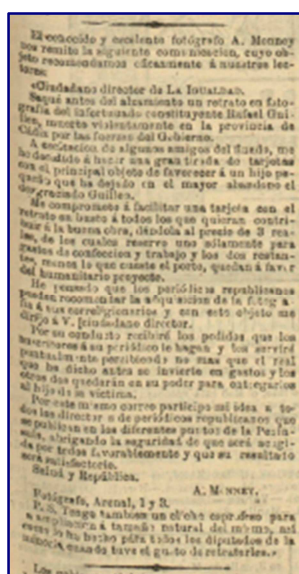 El conocido y excelente fotógrafo A. Monney
nos remite la siguiente comunicacion, cuyo ob-
jeto recomendamos eficazmente á nuestros lec-
tores:
«Ciudadano director de LA IGUALDAD.
Saqué antes del alzamiento un retrato en foto-
grafía del infortunado constituyente Rafael Gui-
llen, muerto violentamente en la provincia de
Cádiz por las fuerzas del Gobierno.
A excitacion de algunos amigos del finado, me
he decidido á hacer una gran tirada de tarjetas
con el principal objeto de favorecer á un hijo pe-
queño que ha dejado en el mayor abandono el
desgraciado Guillen.
Me comprometo á facilitar una tarjeta con el
retrato en busto á todos los que quieran contri-
buir á la buena obra, dándola al precio de 3 rea-
les, de los cuales reservo uno solamente para
gastos de confeccion y trabajo y los dos restan-
tes, menos lo que cueste el porte, quedan á favor
del humanitario proyecto.
He pensado que los periódicos republicanos
pueden recomendar la adquisicion de la fotogra-
fía á sus correligionarios y con este objeto me
dirijo á V. ciudadano director.
Por su conducto recibiré los pedidos que los
suscritores á su periódico le hagan y los serviré
puntualmente percibiendo no mas que el real
que he dicho antes se invierte en gastos y los
otros dos quedarán en su poder para entregarlos
al hijo de la víctima.
Por este mismo correo participo mi idea á to-
dos los directores de periódicos republicanos que
se publican en los diferentes puntos de la Penín-
sula, abrigando la seguridad de que será acogi-
da por todos favorablemente y que su resultado
será satisfactorio.
Salud y República.
A. MONNEY.
Fotógrafo, Arenal, 1 y 3.
P. S. Tengo tambien un cliché expreso para
ampliacion á tamaño natural del mismo, así
como lo he hecho para todos los diputados de la
minoría cuando tuve el gusto de retratarles.»